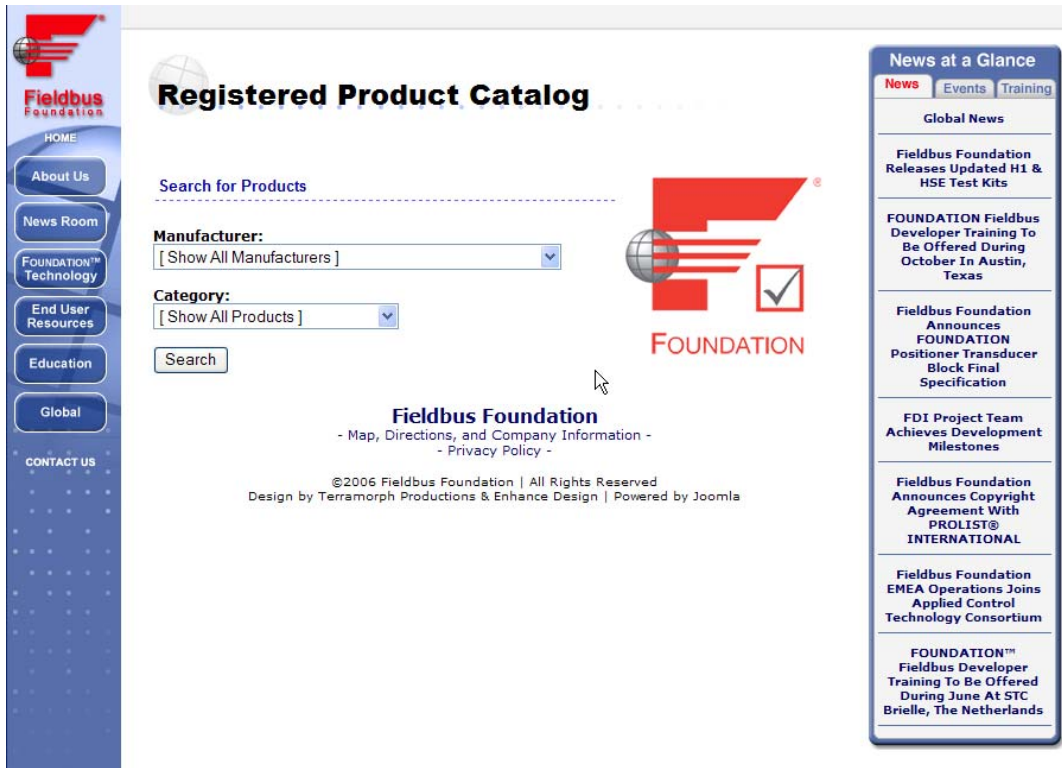 Fieldbus
Foundation
HOME
About Us
News Room
FOUNDATION™
Technology
End User
Resources
Education
Global
CONTACT US
Registered Product Catalog
Search for Products
Manufacturer:
[ Show All Manufacturers ]
Category:
[ Show All Products ]
Search
®
FOUNDATION
Fieldbus Foundation
- Map, Directions, and Company Information -
- Privacy Policy -
©2006 Fieldbus Foundation | All Rights Reserved
Design by Terramorph Productions & Enhance Design | Powered by Joomla
News at a Glance
News Events Training
Global News
Fieldbus Foundation
Releases Updated H1 &
HSE Test Kits
FOUNDATION Fieldbus
Developer Training To
Be Offered During
October In Austin,
Texas
Fieldbus Foundation
Announces
FOUNDATION
Positioner Transducer
Block Final
Specification
FDI Project Team
Achieves Development
Milestones
Fieldbus Foundation
Announces Copyright
Agreement With
PROLIST®
INTERNATIONAL
Fieldbus Foundation
EMEA Operations Joins
Applied Control
Technology Consortium
FOUNDATION™
Fieldbus Developer
Training To Be Offered
During June At STC
Brielle, The Netherlands